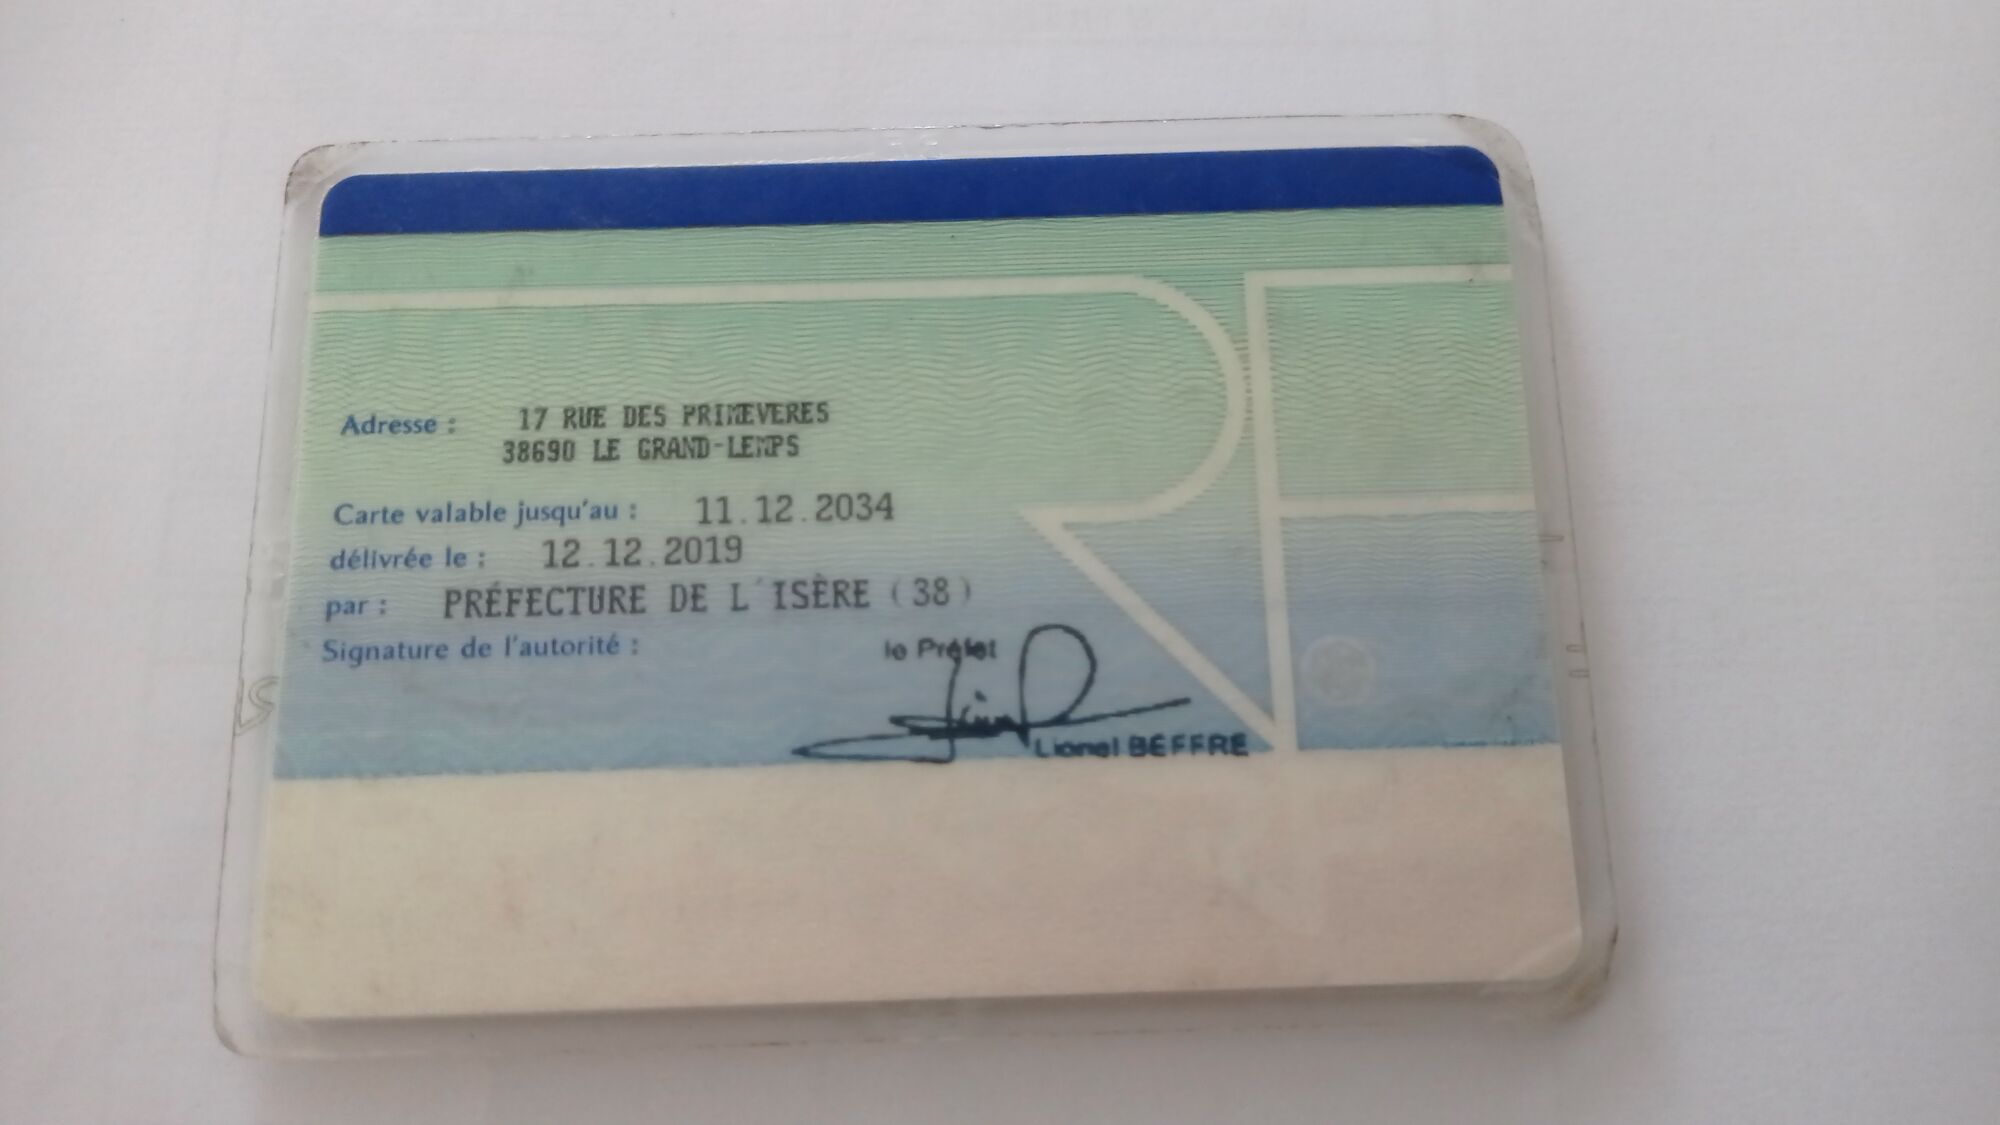 Adresse : 17 RUE DES PRIMEVERES
38690 LE GRAND-LEMPS
Carte valable jusqu'au : 11.12.2034
délivrée le : 12.12.2019
par : PRÉFECTURE DE L'ISÈRE (38)
Signature de l'autorité :
le Préfet
Lionel BEFFRE
RF